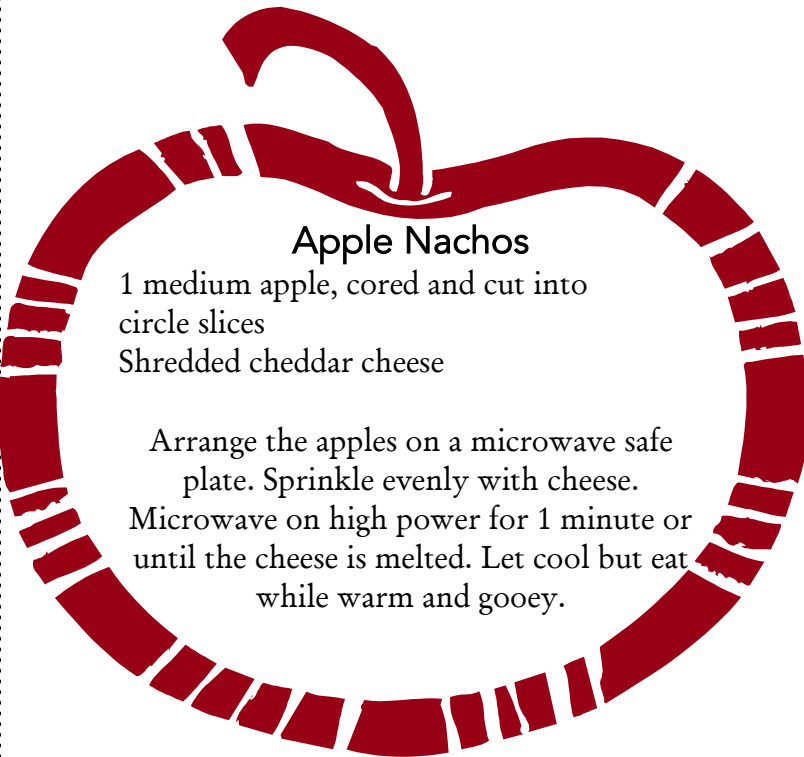 Apple Nachos
1 medium apple, cored and cut into
circle slices
Shredded cheddar cheese
Arrange the apples on a microwave safe
plate. Sprinkle evenly with cheese.
Microwave on high power for 1 minute or
until the cheese is melted. Let cool but eat
while warm and gooey.